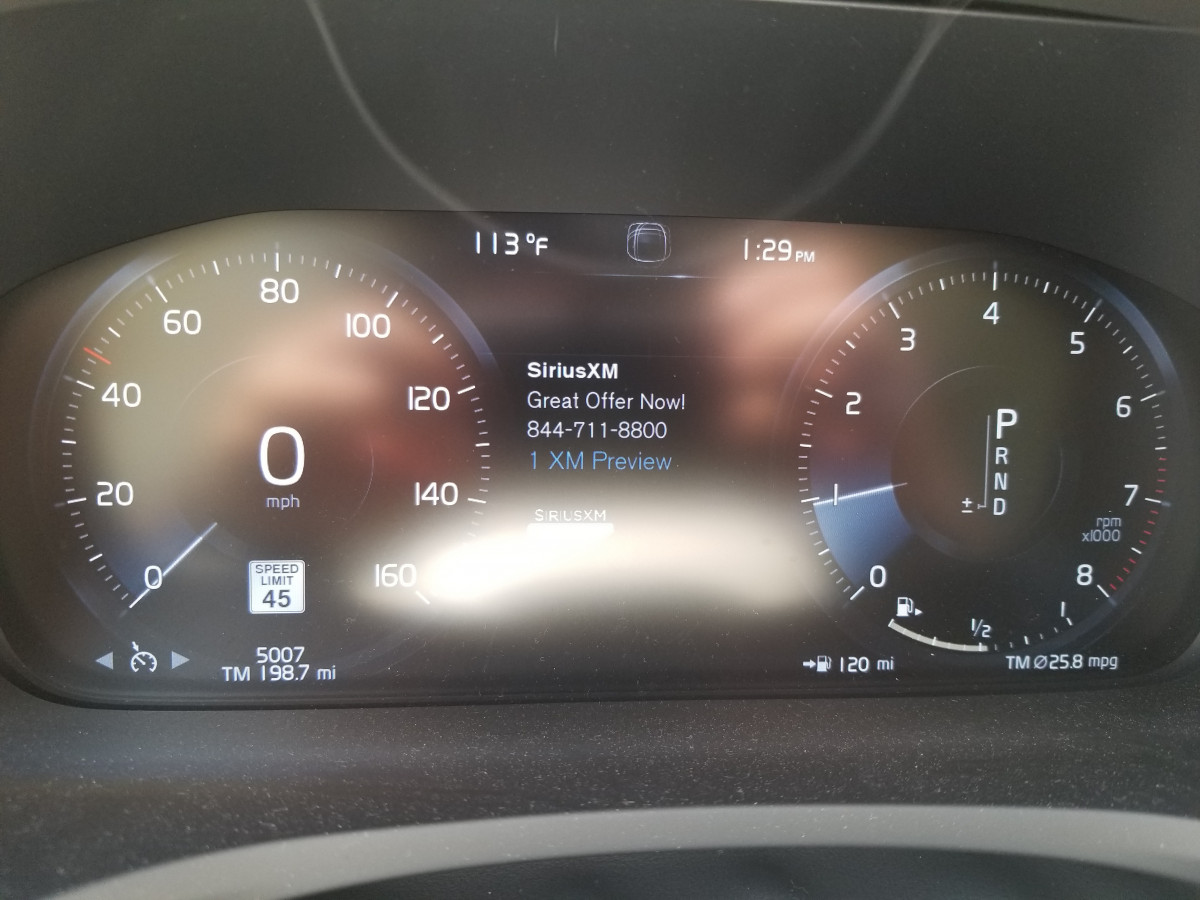 113°F
1:29 PM
80
60
100
40
120
20
140
0
160
0
mph
SPEED
LIMIT
45
5007
TM 198.7 mi
SiriusXM
Great Offer Now!
844-711-8800
1 XM Preview
SIRIUSXM
4
3
5
2
6
1
7
0
8
rpm
x1000
P
R
N
± D
1/2
1
120 mi
TM Ø25.8 mpg